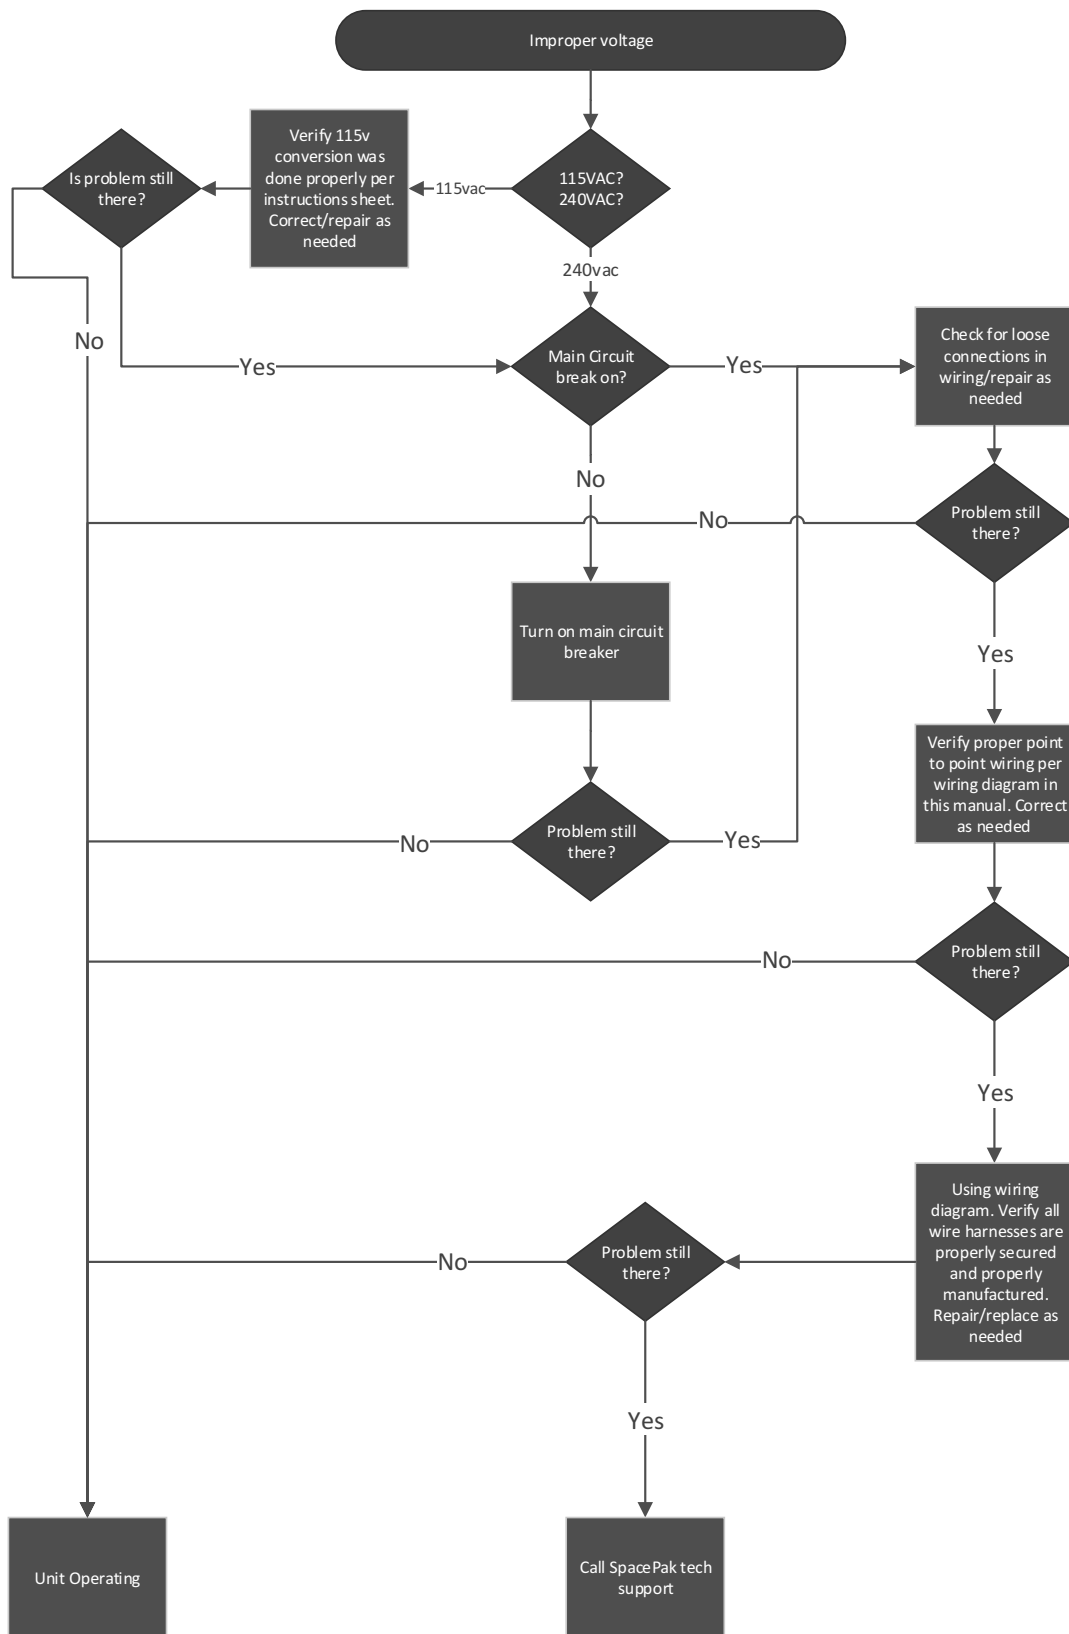 Improper voltage
115VAC?
240VAC?
115vac
Verify 115v
conversion was
done properly per
instructions sheet.
Correct/repair as
needed
Is problem still
there?
No
Yes
240vac
Main Circuit
break on?
Yes
No
Check for loose
connections in
wiring/repair as
needed
Problem still
there?
No
Yes
Turn on main circuit
breaker
Problem still
there?
No
Yes
Verify proper point
to point wiring per
wiring diagram in
this manual. Correct
as needed
Problem still
there?
No
Yes
Using wiring
diagram. Verify all
wire harnesses are
properly secured
and properly
manufactured.
Repair/replace as
needed
Problem still
there?
No
Yes
Unit Operating
Call SpacePak tech
support